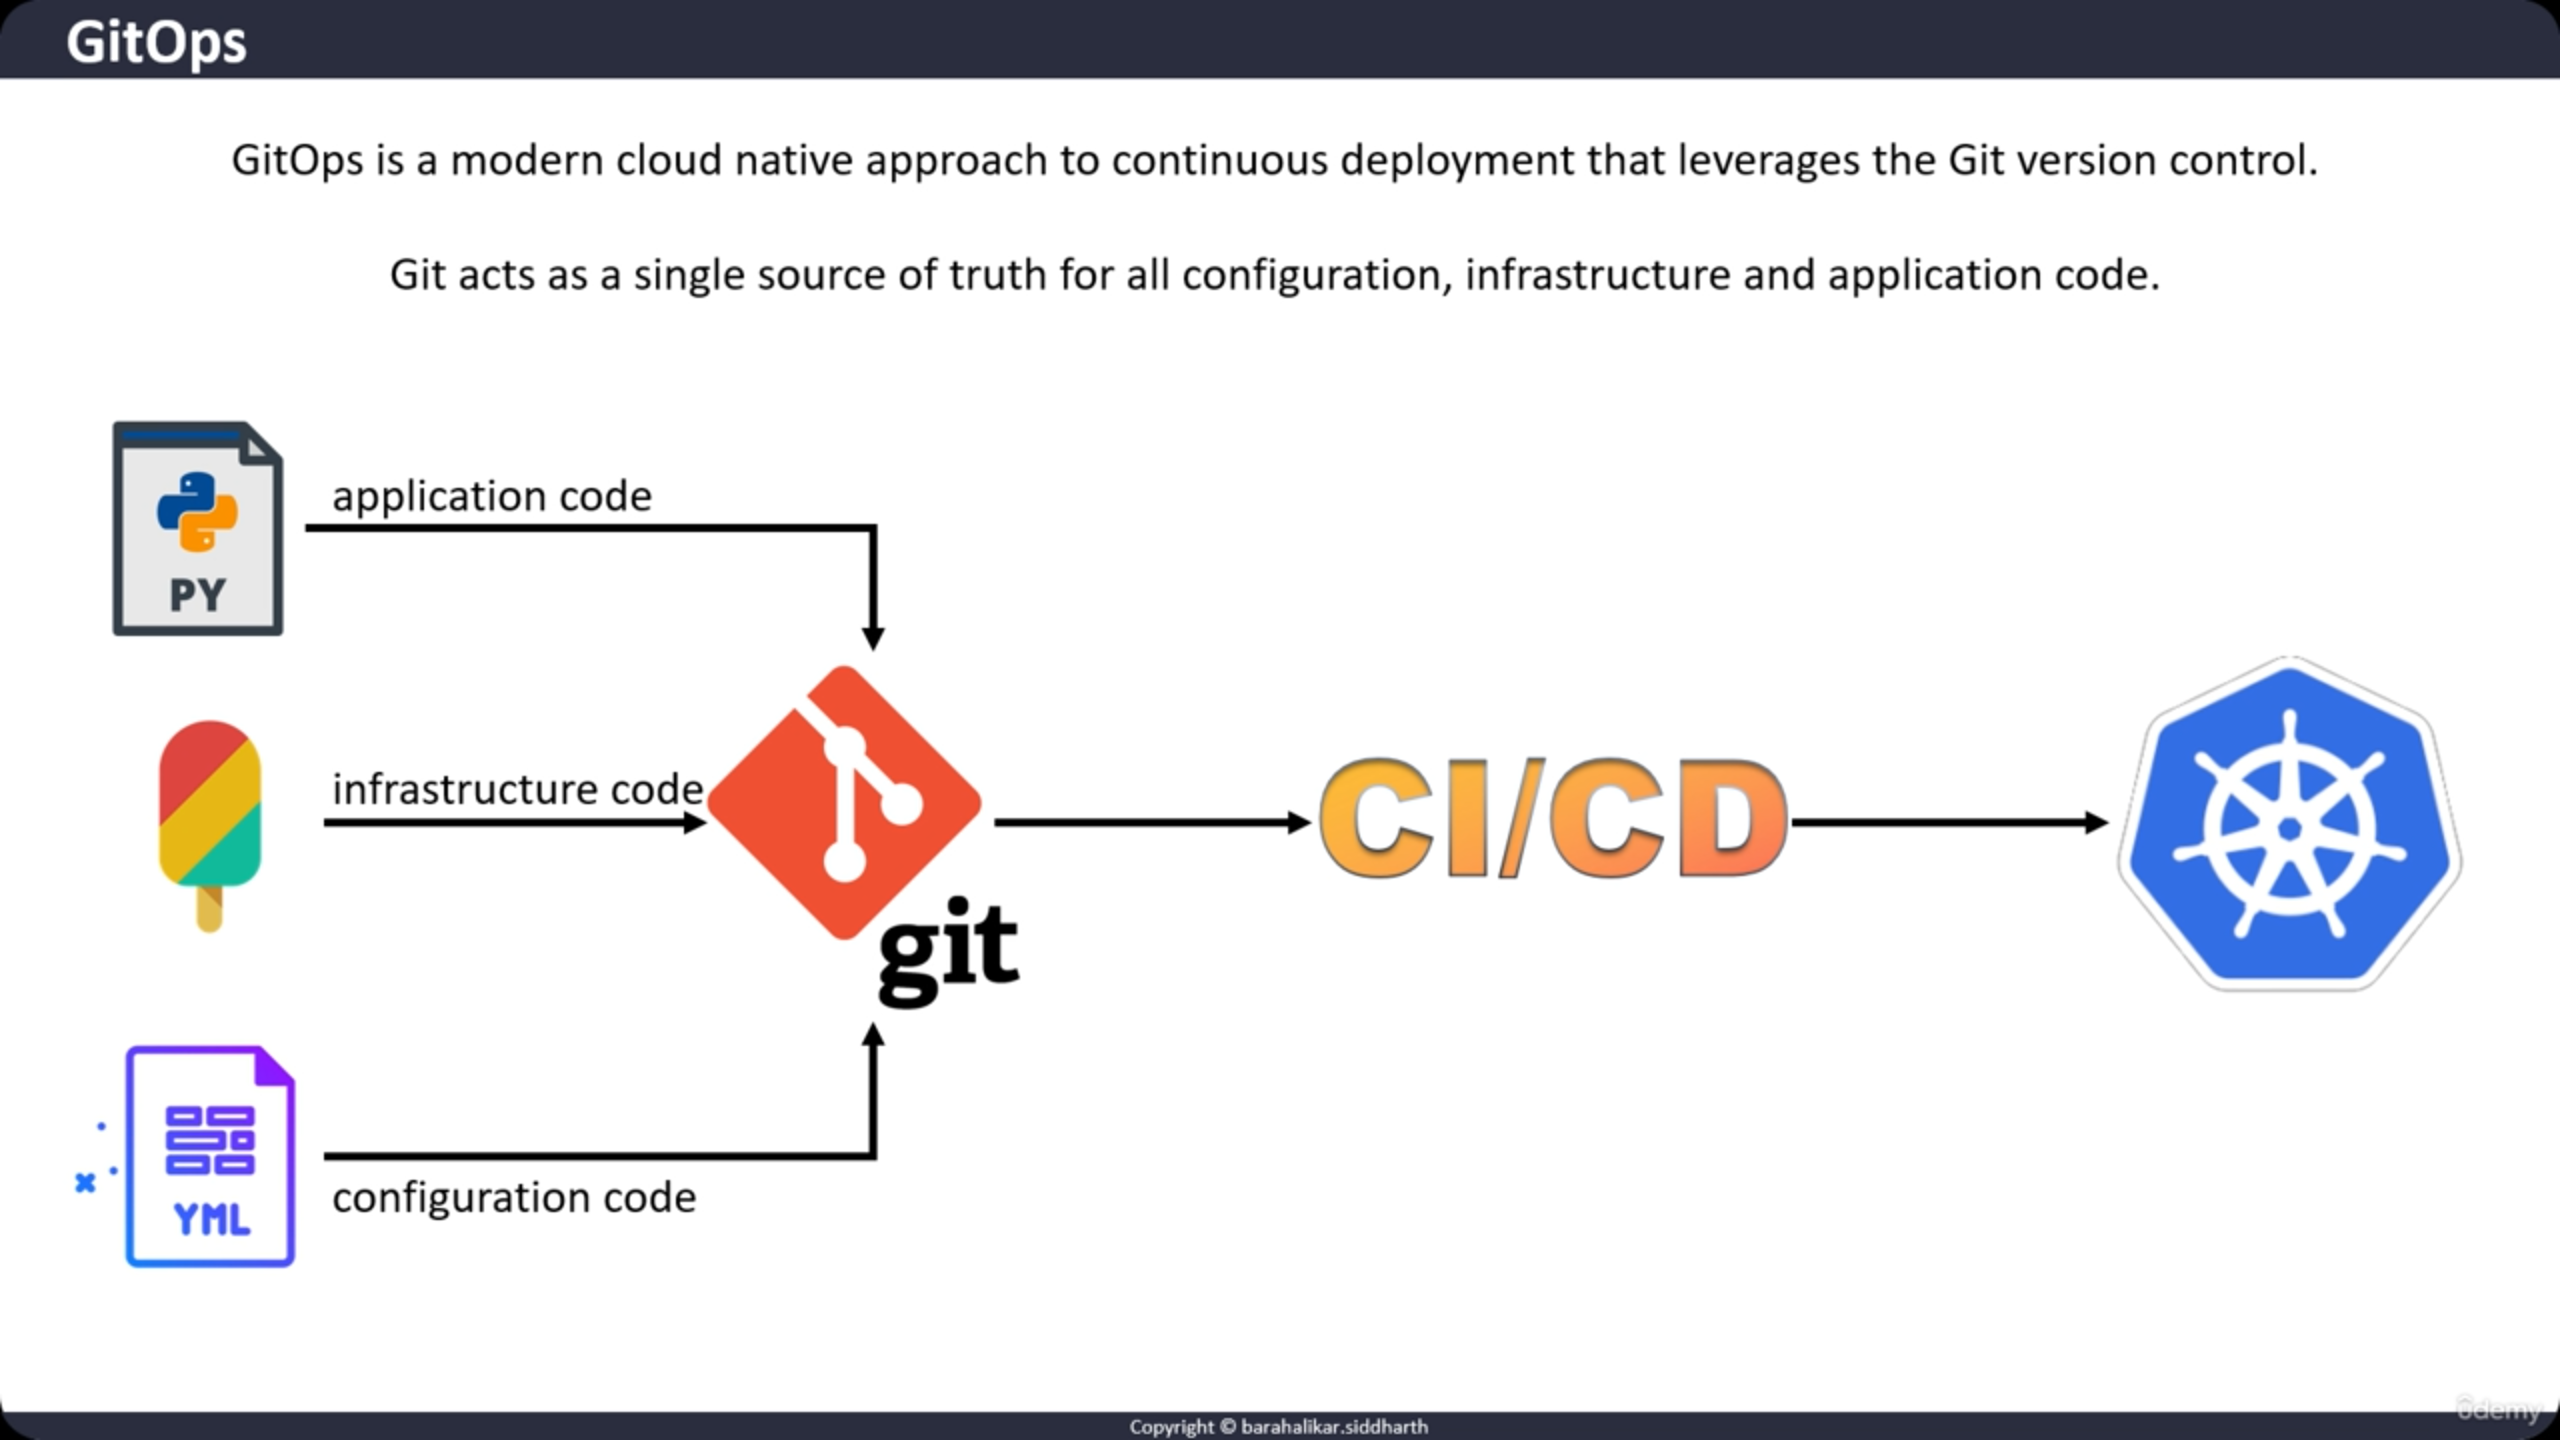 GitOps
GitOps is a modern cloud native approach to continuous deployment that leverages the Git version control.
Git acts as a single source of truth for all configuration, infrastructure and application code.
application code
PY
infrastructure code
git
CI/CD
YML
configuration code
Copyright © barahalikar.siddharth
ûdemy